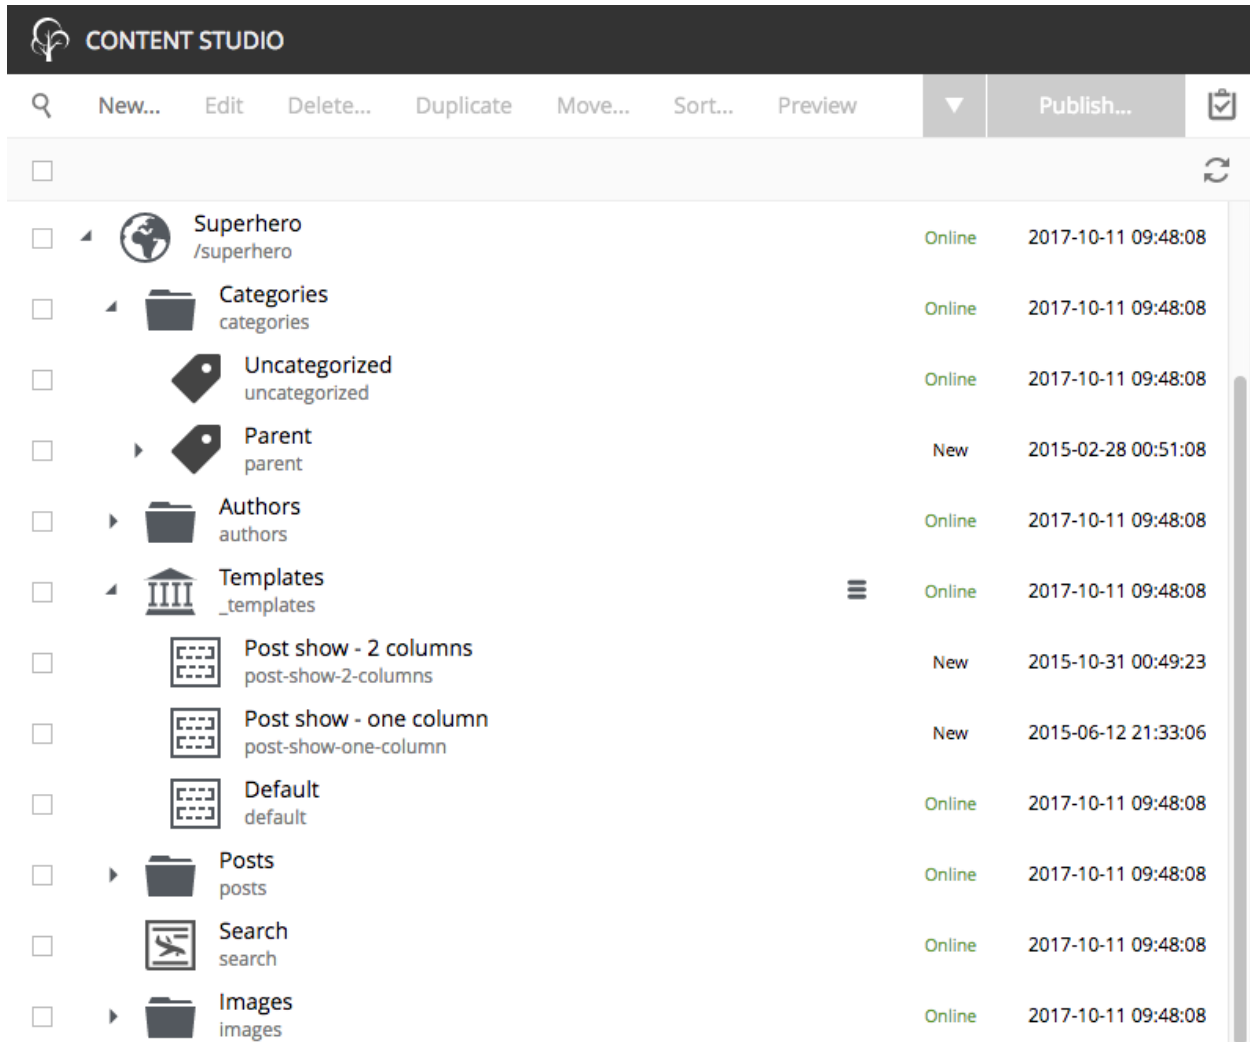 CONTENT STUDIO
New... Edit Delete... Duplicate Move... Sort... Preview Publish...
Superhero
/superhero
Online 2017-10-11 09:48:08
Categories
categories
Online 2017-10-11 09:48:08
Uncategorized
uncategorized
Online 2017-10-11 09:48:08
Parent
parent
New 2015-02-28 00:51:08
Authors
authors
Online 2017-10-11 09:48:08
Templates
_templates
Online 2017-10-11 09:48:08
Post show - 2 columns
post-show-2-columns
New 2015-10-31 00:49:23
Post show - one column
post-show-one-column
New 2015-06-12 21:33:06
Default
default
Online 2017-10-11 09:48:08
Posts
posts
Online 2017-10-11 09:48:08
Search
search
Online 2017-10-11 09:48:08
Images
images
Online 2017-10-11 09:48:08